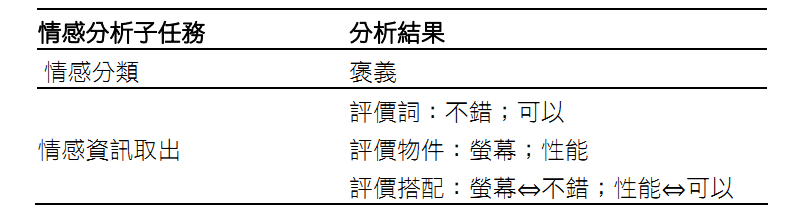 情感分析子任務 分析結果
情感分類 褒義
評價詞：不錯；可以
情感資訊取出 評價物件：螢幕；性能
評價搭配：螢幕⇔不錯；性能⇔可以